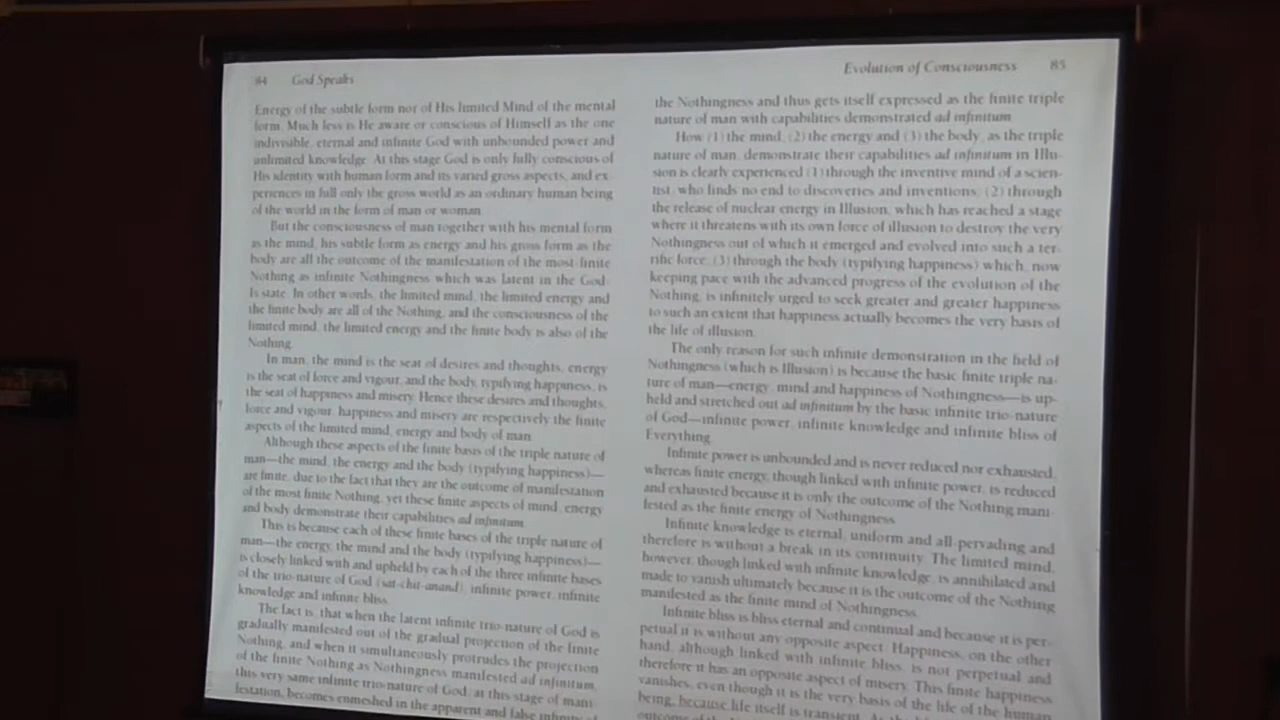 84 God Speaks
Energy of the subtle form nor of His limited Mind of the mental
form. Much less is He aware or conscious of Himself as the one
indivisible, eternal and infinite God with unbounded power and
unlimited knowledge. At this stage God is only fully conscious of
His identity with human form and its varied gross aspects, and ex-
periences in full only the gross world as an ordinary human being
of the world in the form of man or woman.
But the consciousness of man together with his mental form
as the mind, his subtle form as energy and his gross form as the
body are all the outcome of the manifestation of the most-finite
Nothing as infinite Nothingness which was latent in the God-
Is state. In other words, the limited mind, the limited energy and
the finite body are all of the Nothing, and the consciousness of the
limited mind, the limited energy and the finite body is also of the
Nothing.
In man, the mind is the seat of desires and thoughts, energy
is the seat of force and vigour, and the body, typifying happiness, is
the seat of happiness and misery. Hence these desires and thoughts,
force and vigour, happiness and misery are respectively the finite
aspects of the limited mind, energy and body of man.
Although these aspects of the finite basis of the triple nature of
man—the mind, the energy and the body (typifying happiness)—
are finite, due to the fact that they are the outcome of manifestation
of the most finite Nothing, yet these finite aspects of mind, energy
and body demonstrate their capabilities ad infinitum.
This is because each of these finite bases of the triple nature of
man—the energy, the mind and the body (typifying happiness)—
is closely linked with and upheld by each of the three infinite bases
of the trio-nature of God (sat-chit-anand), infinite power, infinite
knowledge and infinite bliss.
The fact is, that when the latent infinite trio-nature of God is
gradually manifested out of the gradual projection of the finite
Nothing, and when it simultaneously protrudes the projection
of the finite Nothing as Nothingness manifested ad infinitum,
this very same infinite trio-nature of God, at this stage of mani-
festation, becomes enmeshed in the apparent and false infinity of
Evolution of Consciousness 85
the Nothingness and thus gets itself expressed as the finite triple
nature of man with capabilities demonstrated ad infinitum.
How (1) the mind, (2) the energy and (3) the body, as the triple
nature of man, demonstrate their capabilities ad infinitum in Illu-
sion is clearly experienced (1) through the inventive mind of a scien-
tist, who finds no end to discoveries and inventions; (2) through
the release of nuclear energy in Illusion, which has reached a stage
where it threatens with its own force of illusion to destroy the very
Nothingness out of which it emerged and evolved into such a ter-
rific force; (3) through the body (typifying happiness) which, now
keeping pace with the advanced progress of the evolution of the
Nothing, is infinitely urged to seek greater and greater happiness
to such an extent that happiness actually becomes the very basis of
the life of illusion.
The only reason for such infinite demonstration in the field of
Nothingness (which is Illusion) is because the basic finite triple na-
ture of man—energy, mind and happiness of Nothingness—is up-
held and stretched out ad infinitum by the basic infinite trio-nature
of God—infinite power, infinite knowledge and infinite bliss of
Everything.
Infinite power is unbounded and is never reduced nor exhausted,
whereas finite energy, though linked with infinite power, is reduced
and exhausted because it is only the outcome of the Nothing mani-
fested as the finite energy of Nothingness.
Infinite knowledge is eternal, uniform and all-pervading and
therefore is without a break in its continuity. The limited mind,
however, though linked with infinite knowledge, is annihilated and
made to vanish ultimately because it is the outcome of the Nothing
manifested as the finite mind of Nothingness.
Infinite bliss is bliss eternal and continual and because it is per-
petual it is without any opposite aspect. Happiness, on the other
hand, although linked with infinite bliss, is not perpetual and
therefore it has an opposite aspect of misery. This finite happiness
vanishes, even though it is the very basis of the life of the human
being, because life itself is transient.